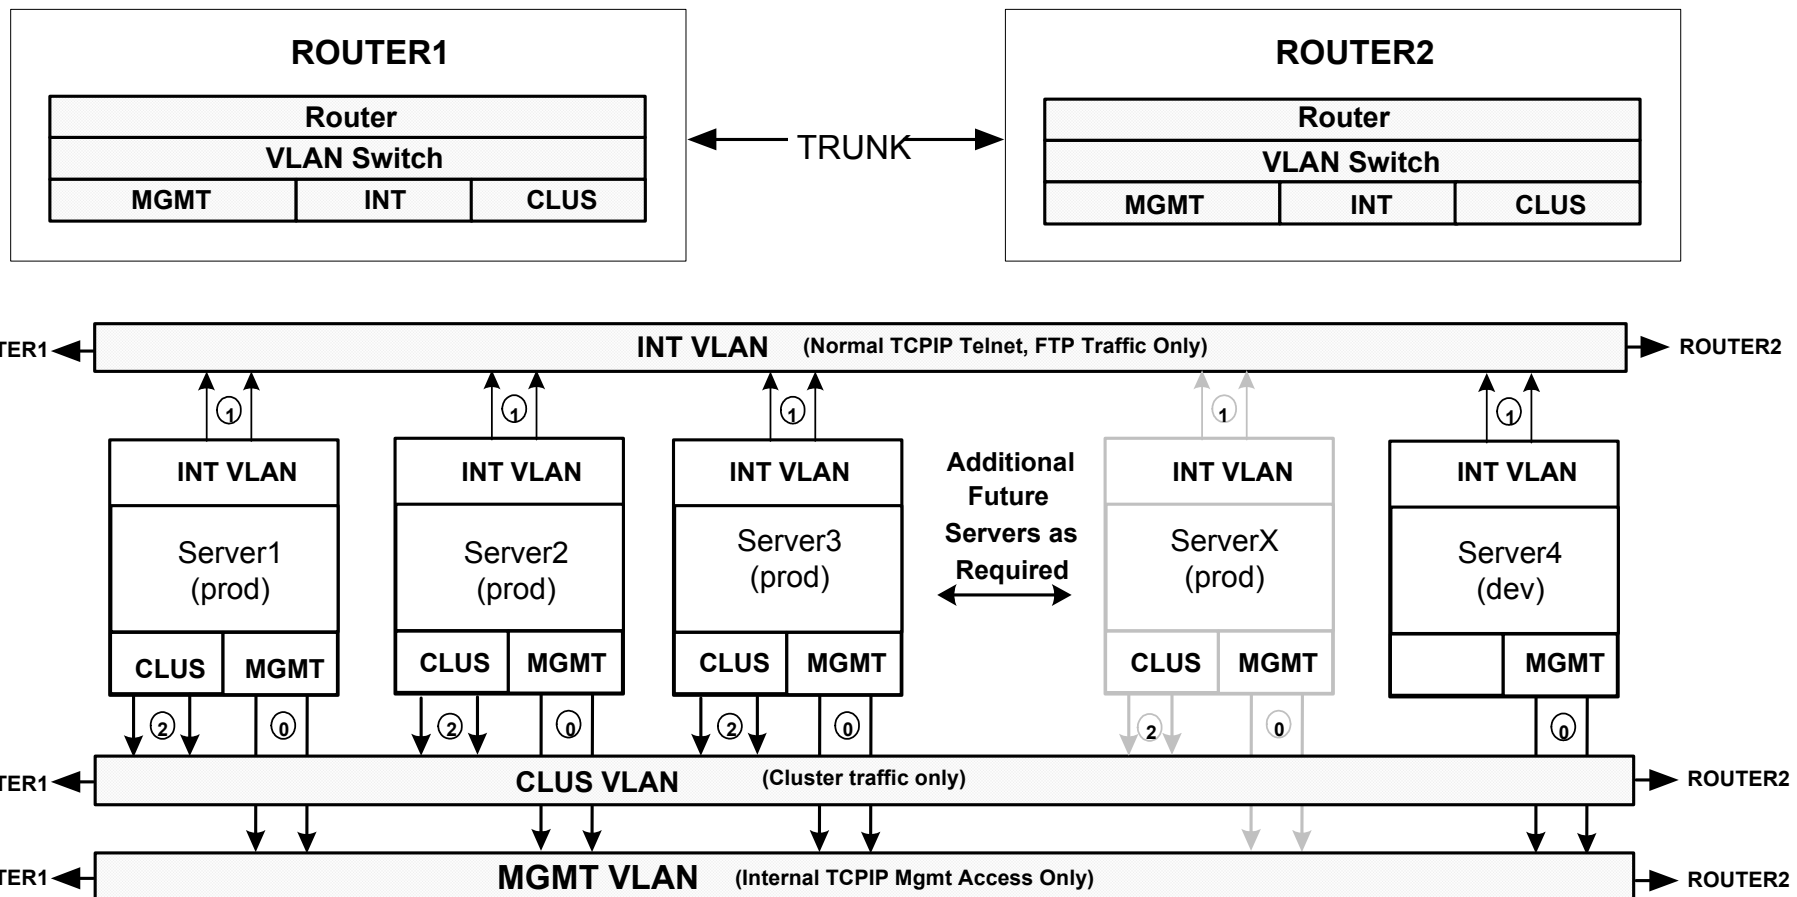 ROUTER1
Router
VLAN Switch
MGMT INT CLUS
TRUNK
ROUTER2
Router
VLAN Switch
MGMT INT CLUS
TER1
INT VLAN (Normal TCPIP Telnet, FTP Traffic Only)
ROUTER2
1 1 1 1 1
INT VLAN
Server1
(prod)
CLUS MGMT
INT VLAN
Server2
(prod)
CLUS MGMT
INT VLAN
Server3
(prod)
CLUS MGMT
Additional
Future
Servers as
Required
INT VLAN
ServerX
(prod)
CLUS MGMT
INT VLAN
Server4
(dev)
MGMT
2 0 2 0 2 0 2 0 0
TER1
CLUS VLAN (Cluster traffic only)
ROUTER2
TER1
MGMT VLAN (Internal TCPIP Mgmt Access Only)
ROUTER2